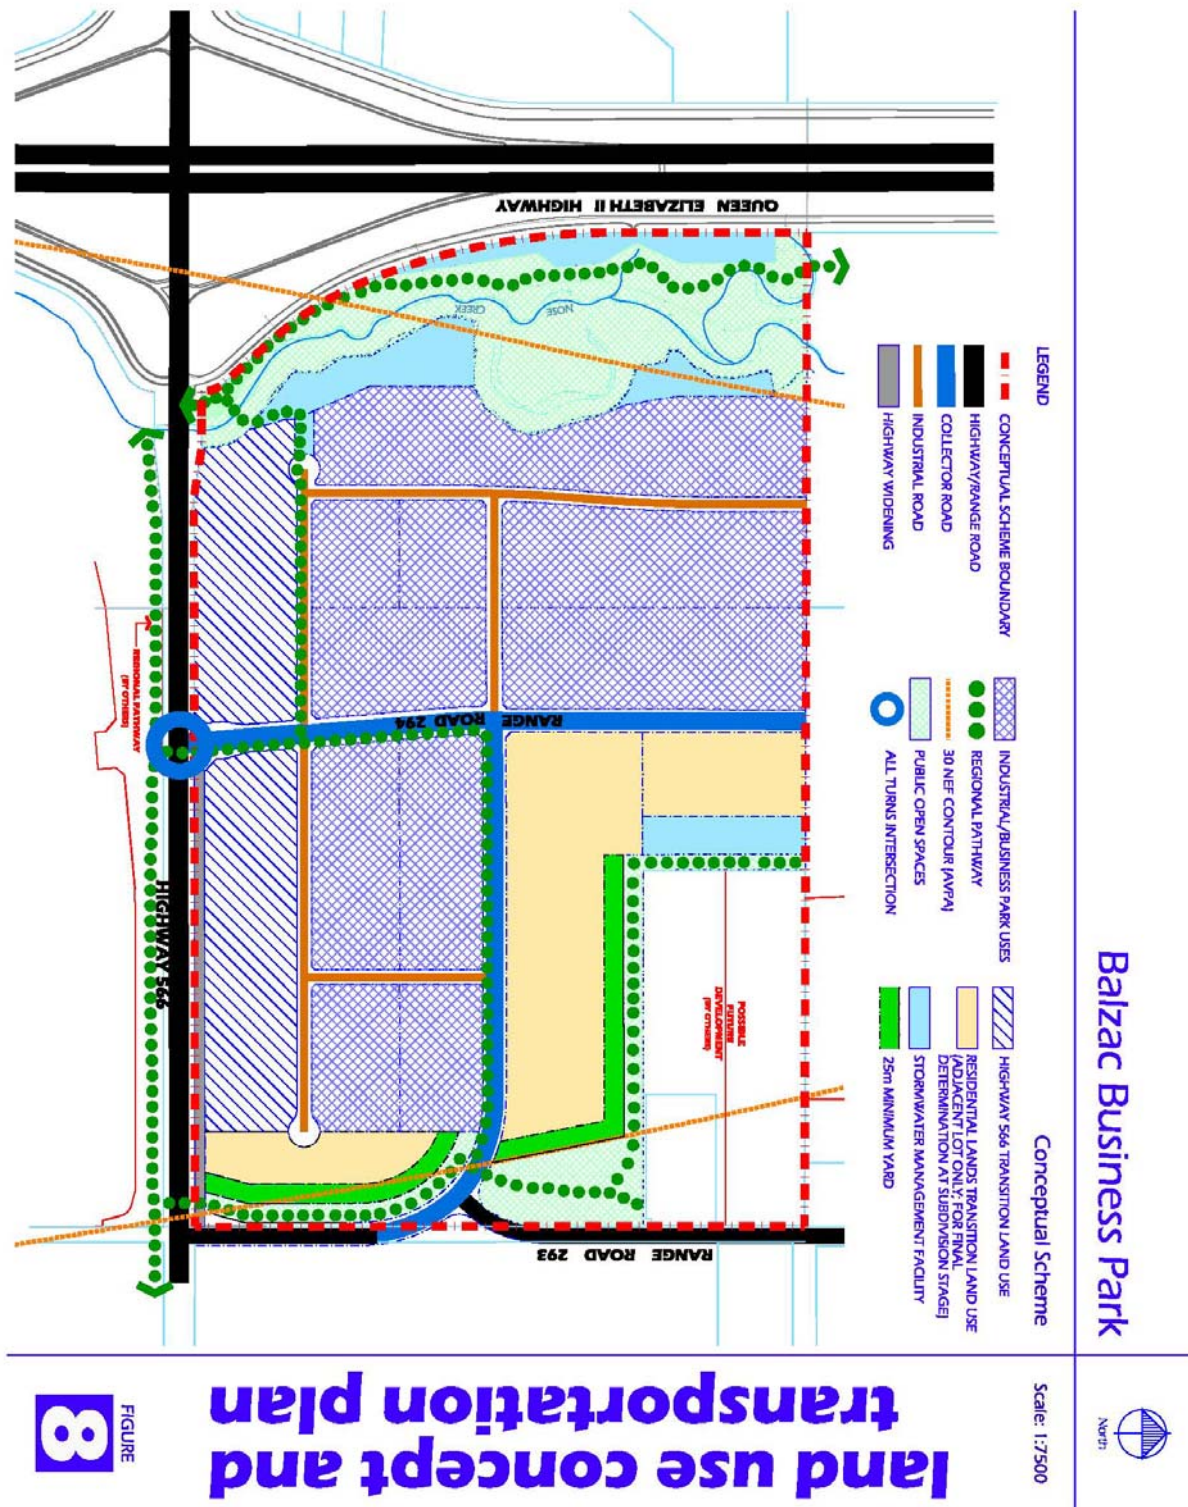 Balzac Business Park
Conceptual Scheme
Scale: 1:7500
North
LEGEND
CONCEPTUAL SCHEME BOUNDARY
HIGHWAY/RANGE ROAD
COLLECTOR ROAD
INDUSTRIAL ROAD
HIGHWAY WIDENING
INDUSTRIAL/BUSINESS PARK USES
REGIONAL PATHWAY
30 NEF CONTOUR (AVPA)
PUBLIC OPEN SPACES
ALL TURNS INTERSECTION
HIGHWAY 566 TRANSITION LAND USE
RESIDENTIAL LANDS TRANSITION LAND USE
(ADJACENT LOT ONLY; FOR FINAL
DETERMINATION AT SUBDIVISION STAGE)
STORMWATER MANAGEMENT FACILITY
25m MINIMUM YARD
QUEEN ELIZABETH II HIGHWAY
NOSE
CREEK
RANGE ROAD 294
REGIONAL PATHWAY
(BY OTHERS)
HIGHWAY 566
POSSIBLE
FUTURE
DEVELOPMENT
(BY OTHERS)
RANGE ROAD 293
land use concept and
transportation plan
FIGURE
8